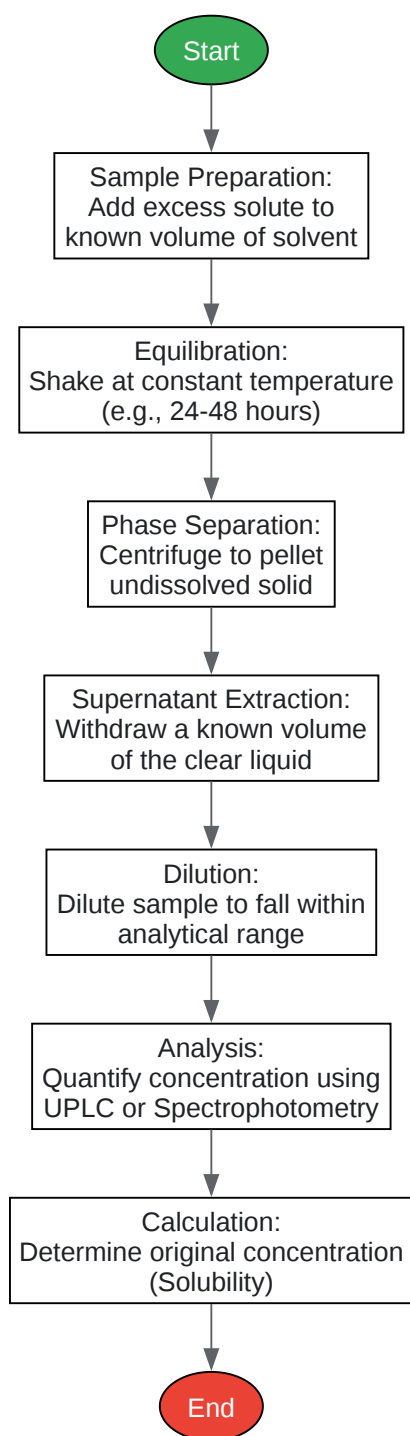 Start
Sample Preparation:
Add excess solute to
known volume of solvent
Equilibration:
Shake at constant temperature
(e.g., 24-48 hours)
Phase Separation:
Centrifuge to pellet
undissolved solid
Supernatant Extraction:
Withdraw a known volume
of the clear liquid
Dilution:
Dilute sample to fall within
analytical range
Analysis:
Quantify concentration using
UPLC or Spectrophotometry
Calculation:
Determine original concentration
(Solubility)
End